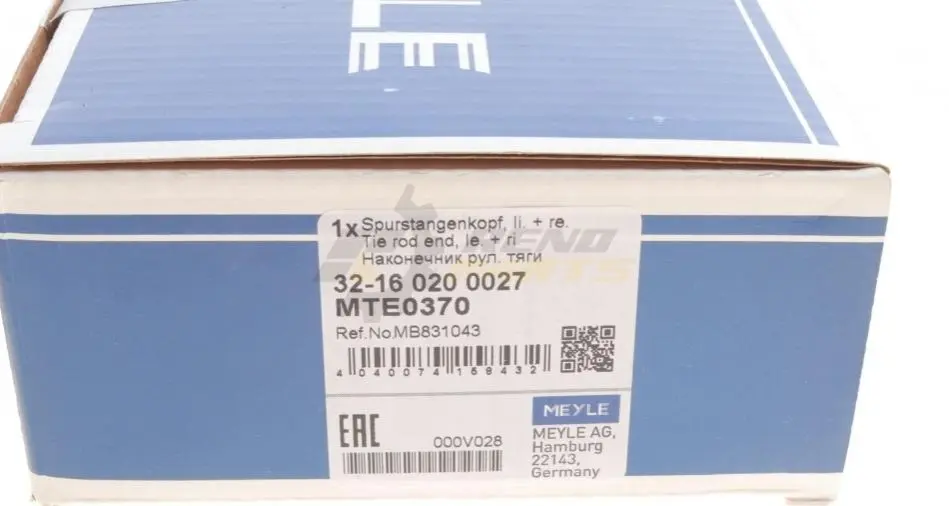 LE
1x Spurstangenkopf, li. + re.
Tie rod end, le. + ri
Наконечник рул. тяги
32-16 020 0027
MTE0370
Ref.No.MB831043
4 040074 158432
EAC
000V028
MEYLE
MEYLE AG,
Hamburg
22143,
Germany